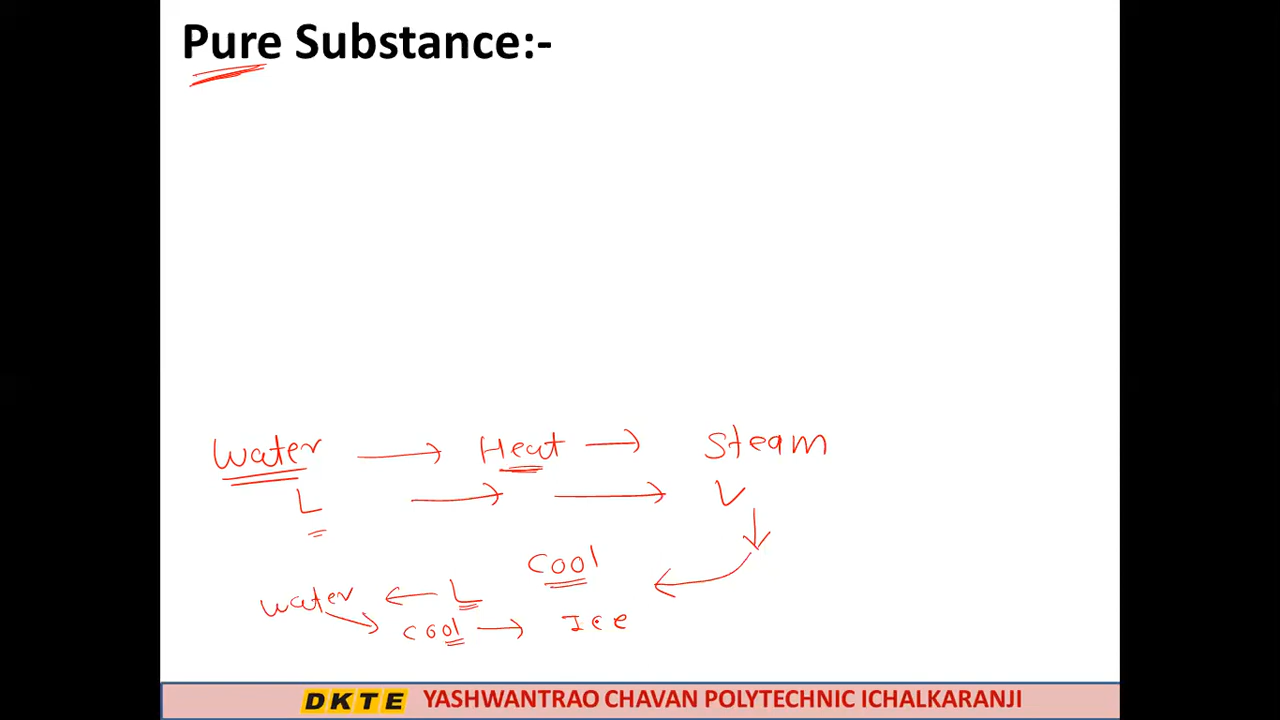 Pure Substance:-
Water → Heat → Steam
L → → V
Cool
Water ← L
Cool → Ice
DKTE YASHWANTRAO CHAVAN POLYTECHNIC ICHALKARANJI